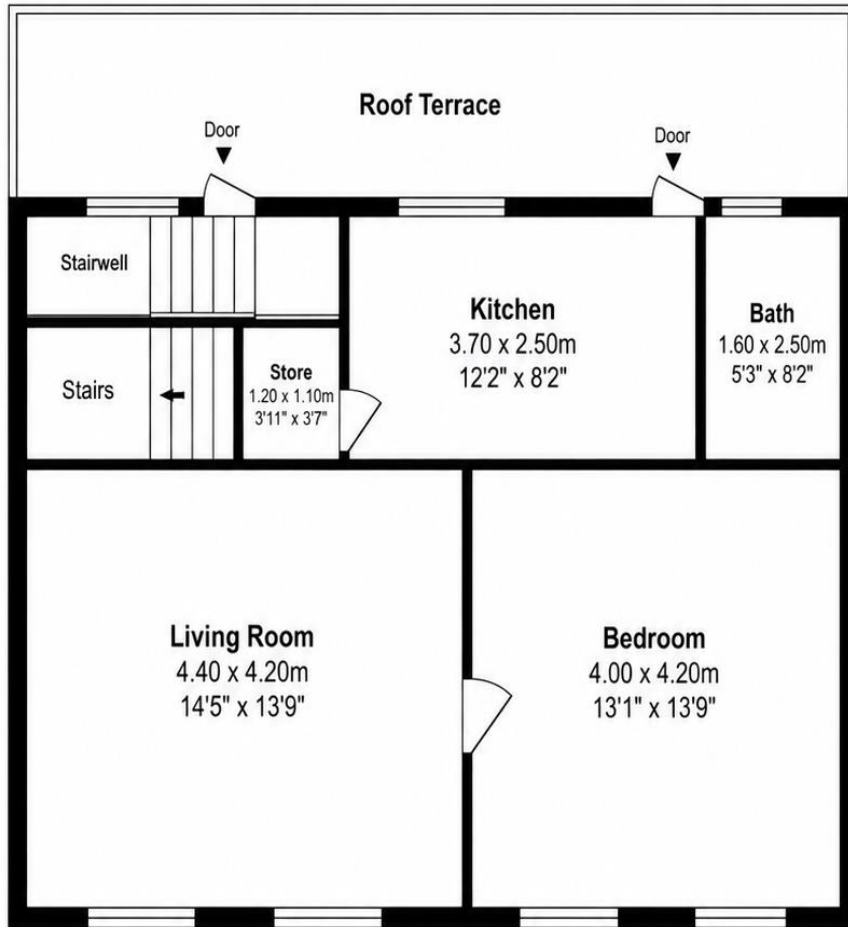 Roof Terrace
Door
Door
Stairwell
Kitchen
3.70 x 2.50m
12'2" x 8'2"
Bath
1.60 x 2.50m
5'3" x 8'2"
Stairs
Store
1.20 x 1.10m
3'11" x 3'7"
Living Room
4.40 x 4.20m
14'5" x 13'9"
Bedroom
4.00 x 4.20m
13'1" x 13'9"